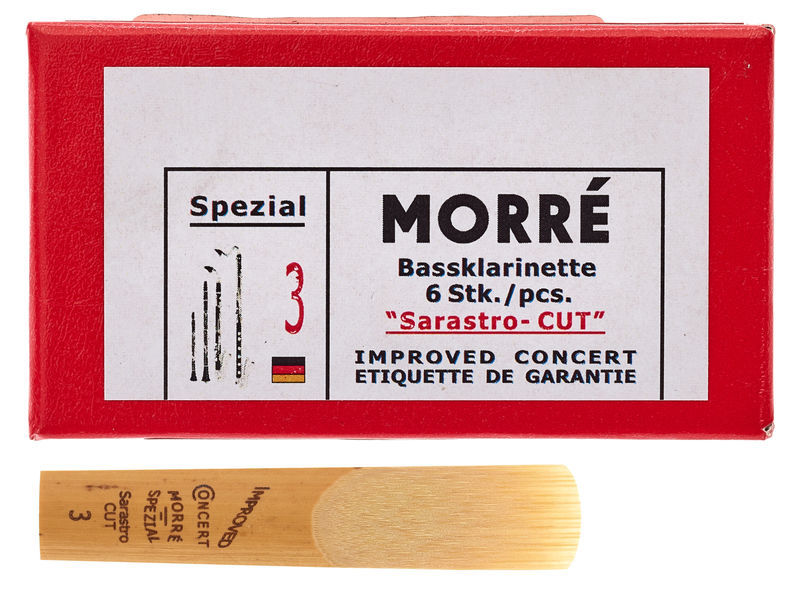 Spezial
3
MORRÉ
Bassklarinette
6 Stk./pcs.
"Sarastro-CUT"
IMPROVED CONCERT
ETIQUETTE DE GARANTIE
IMPROVED
CONCERT
MORRÉ
SPEZIAL
Sarastro
CUT
3